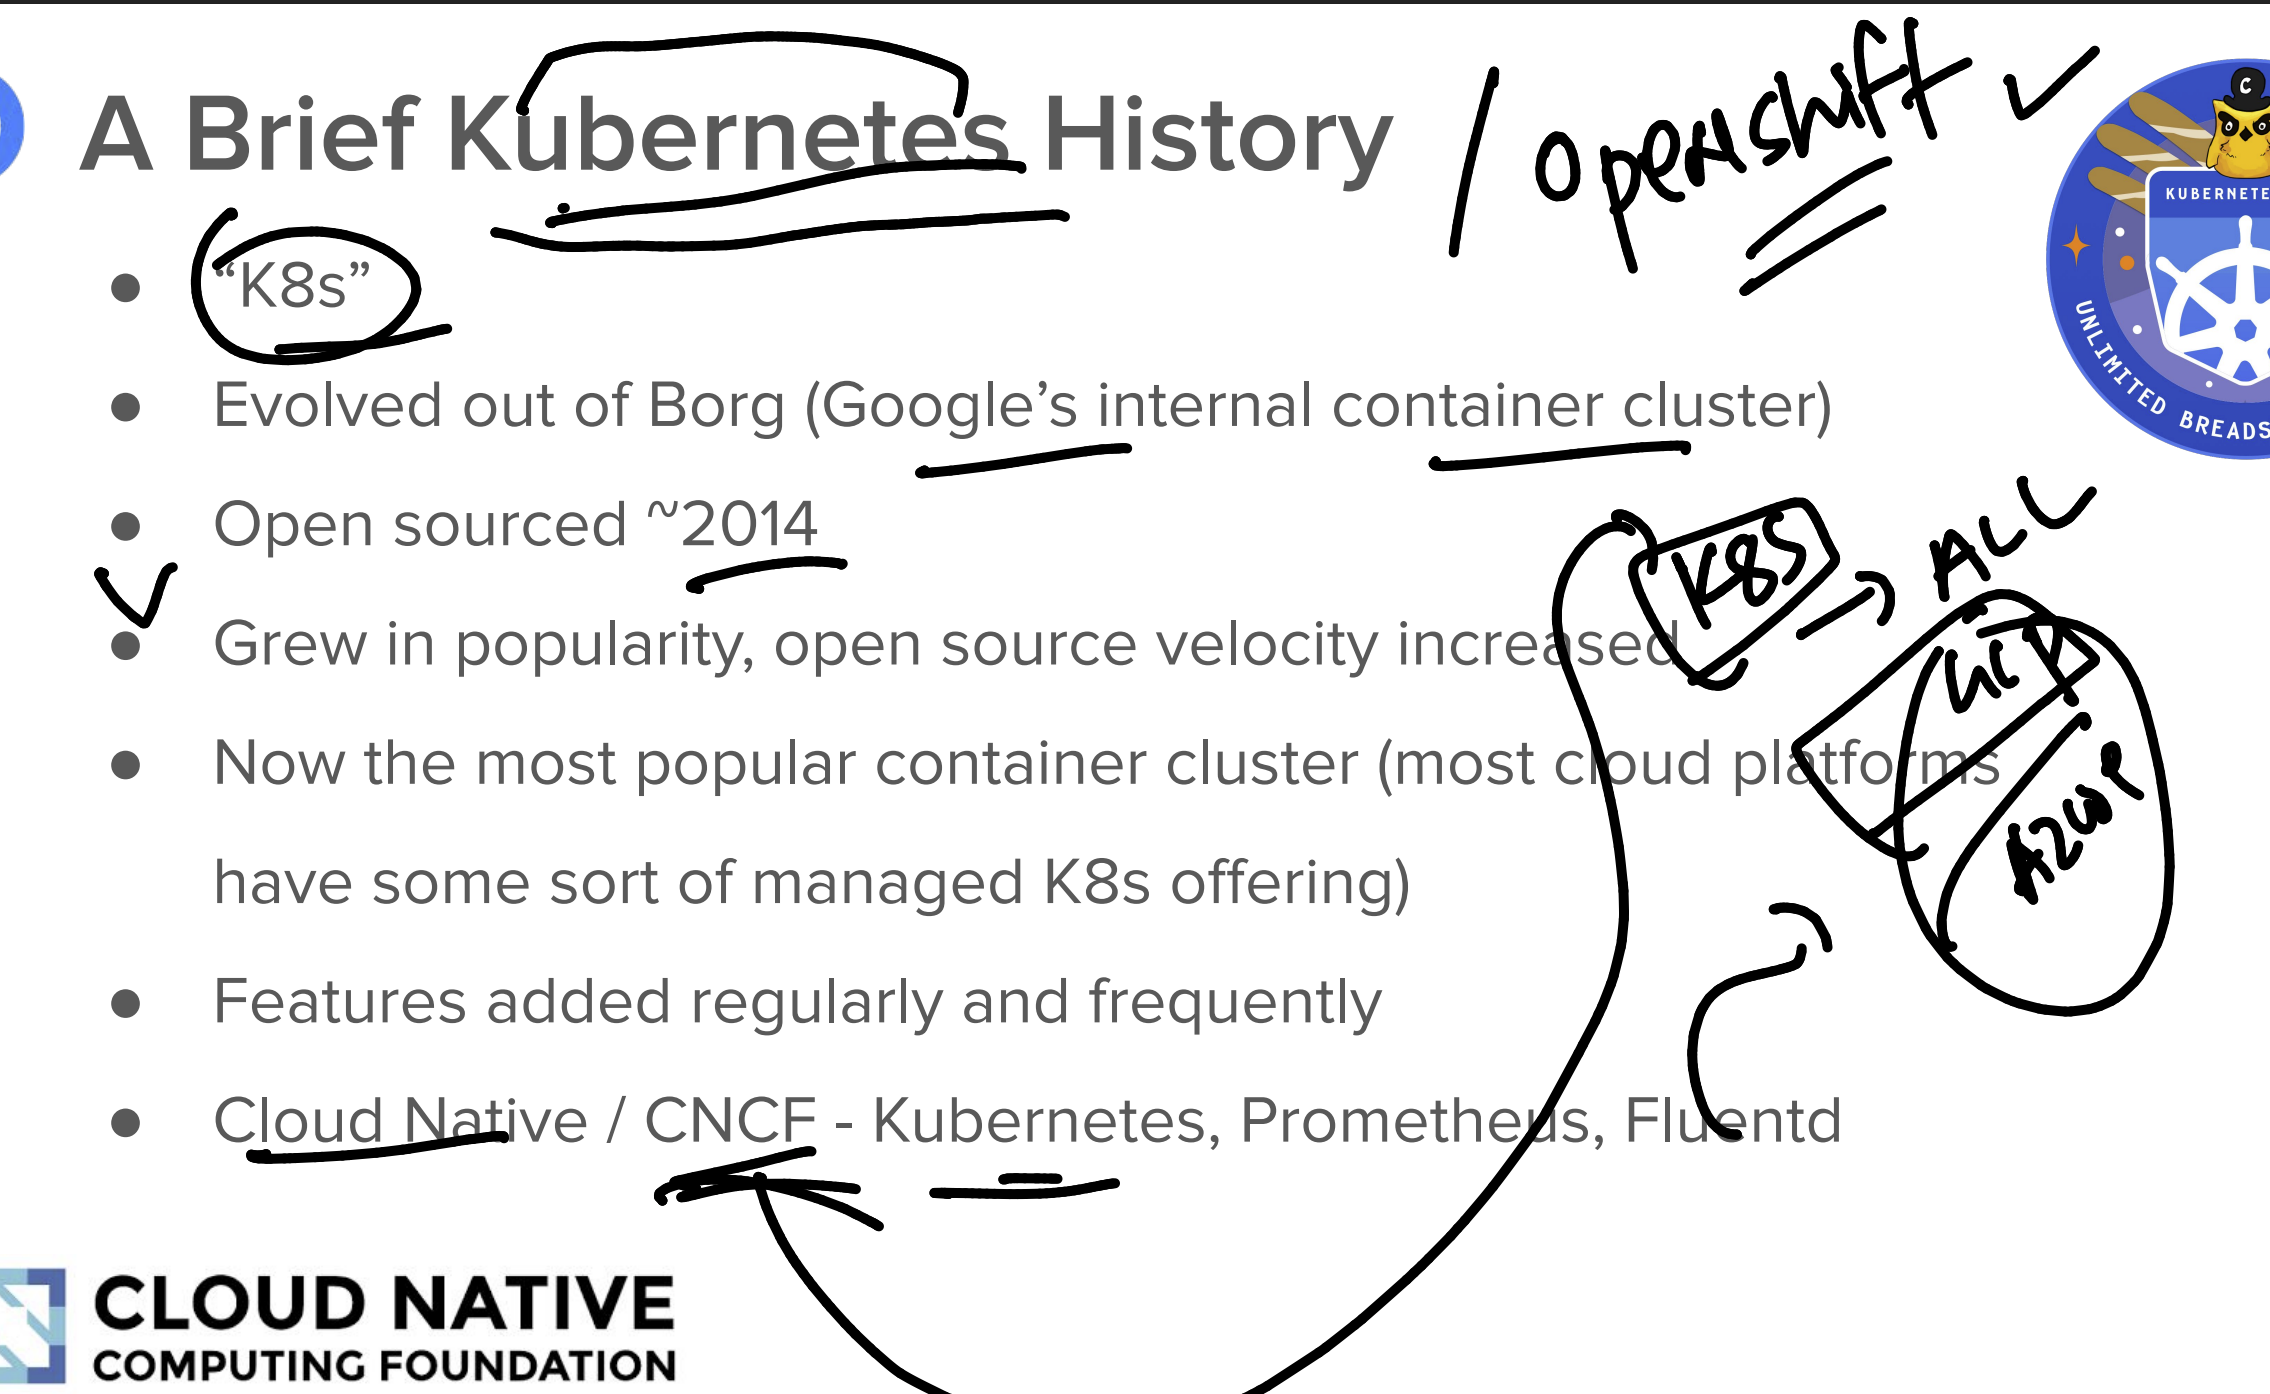 A Brief Kubernetes History / Openshift
KUBERNETE
UNLIMITED BREADS
● "K8s"
● Evolved out of Borg (Google's internal container cluster)
● Open sourced ~2014
K8S → ALL
● Grew in popularity, open source velocity increased
GCP
● Now the most popular container cluster (most cloud platforms
have some sort of managed K8s offering)
● Features added regularly and frequently
● Cloud Native / CNCF - Kubernetes, Prometheus, Fluentd
CLOUD NATIVE
COMPUTING FOUNDATION